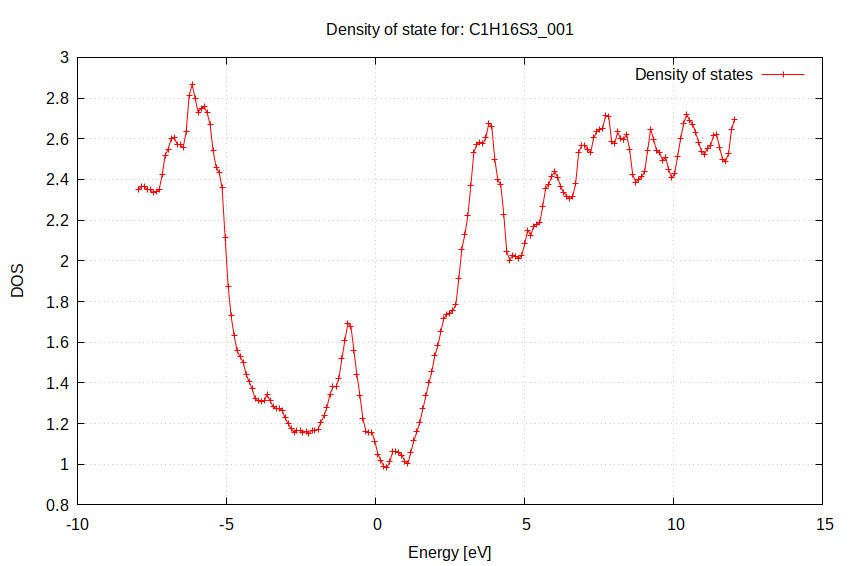 Density of state for: C1H16S3_001
Density of states
3
2.8
2.6
2.4
2.2
2
1.8
1.6
1.4
1.2
1
0.8
DOS
-10 -5 0 5 10 15
Energy [eV]